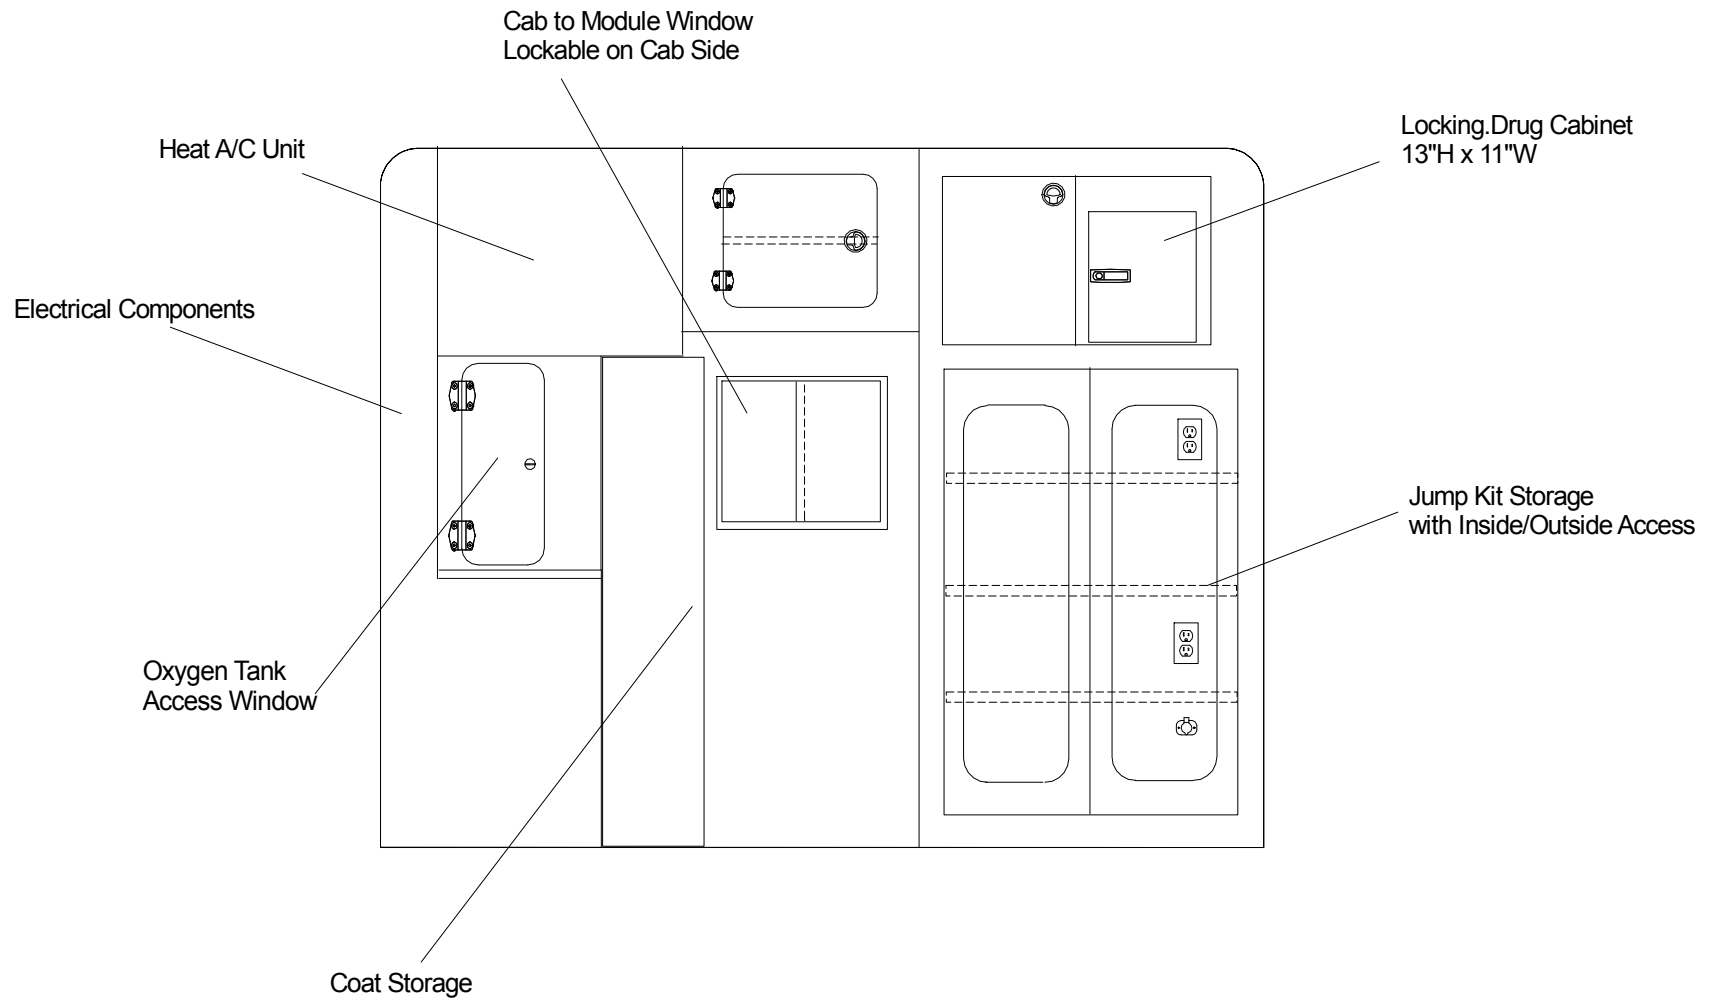 Cab to Module Window
Lockable on Cab Side
Heat A/C Unit
Locking.Drug Cabinet
13"H x 11"W
Electrical Components
Jump Kit Storage
with Inside/Outside Access
Oxygen Tank
Access Window
Coat Storage